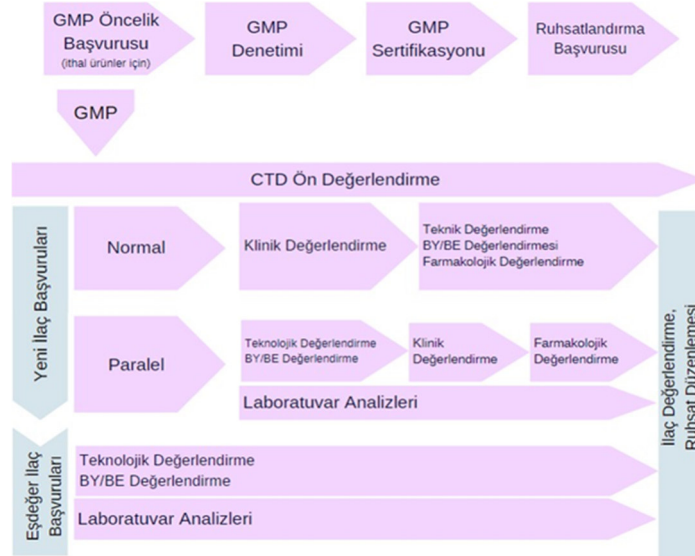 GMP Öncelik
Başvurusu
(ithal ürünler için)
GMP
Denetimi
GMP
Sertifikasyonu
Ruhsatlandırma
Başvurusu
GMP
CTD Ön Değerlendirme
Yeni İlaç Başvuruları
Normal
Klinik Değerlendirme
Teknik Değerlendirme
BY/BE Değerlendirmesi
Farmakolojik Değerlendirme
Paralel
Teknolojik Değerlendirme
BY/BE Değerlendirme
Klinik
Değerlendirme
Farmakolojik
Değerlendirme
Laboratuvar Analizleri
Eşdeğer İlaç
Başvuruları
Teknolojik Değerlendirme
BY/BE Değerlendirme
Laboratuvar Analizleri
İlaç Değerlendirme,
Ruhsat Düzenlemesi